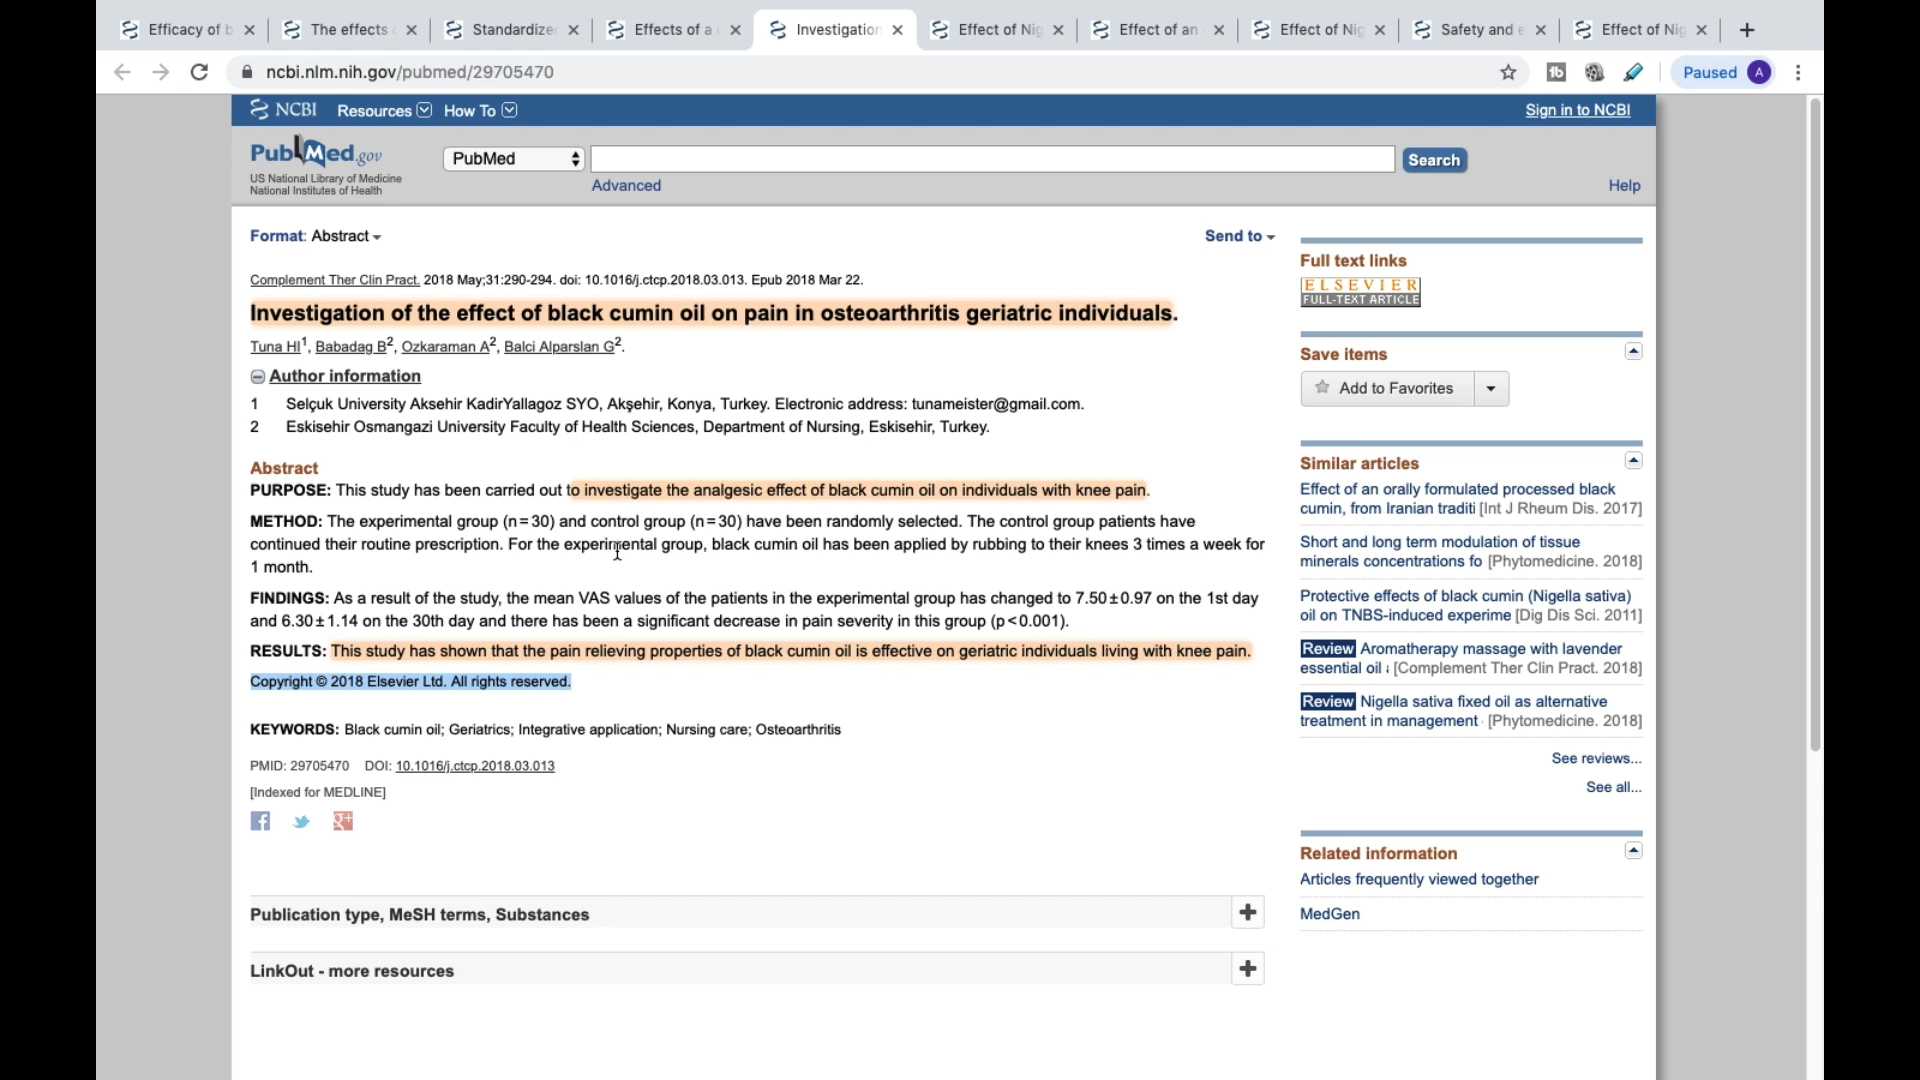 Efficacy of b
The effects
Standardize
Effects of a
Investigation
Effect of Nig
Effect of an
Effect of Nig
Safety and e
Effect of Nig
ncbi.nlm.nih.gov/pubmed/29705470
Paused A
NCBI Resources How To
Sign in to NCBI
PubMed.gov
US National Library of Medicine
National Institutes of Health
PubMed
Search
Advanced
Help
Format: Abstract
Send to
Complement Ther Clin Pract. 2018 May;31:290-294. doi: 10.1016/j.ctcp.2018.03.013. Epub 2018 Mar 22.
Investigation of the effect of black cumin oil on pain in osteoarthritis geriatric individuals.
Tuna HI1, Babadag B2, Ozkaraman A2, Balci Alparslan G2.
Author information
1 Selçuk University Aksehir KadirYallagoz SYO, Akşehir, Konya, Turkey. Electronic address: tunameister@gmail.com.
2 Eskisehir Osmangazi University Faculty of Health Sciences, Department of Nursing, Eskisehir, Turkey.
Abstract
PURPOSE: This study has been carried out to investigate the analgesic effect of black cumin oil on individuals with knee pain.
METHOD: The experimental group (n=30) and control group (n=30) have been randomly selected. The control group patients have
continued their routine prescription. For the experimental group, black cumin oil has been applied by rubbing to their knees 3 times a week for
1 month.
FINDINGS: As a result of the study, the mean VAS values of the patients in the experimental group has changed to 7.50±0.97 on the 1st day
and 6.30±1.14 on the 30th day and there has been a significant decrease in pain severity in this group (p<0.001).
RESULTS: This study has shown that the pain relieving properties of black cumin oil is effective on geriatric individuals living with knee pain.
Copyright © 2018 Elsevier Ltd. All rights reserved.
KEYWORDS: Black cumin oil; Geriatrics; Integrative application; Nursing care; Osteoarthritis
PMID: 29705470 DOI: 10.1016/j.ctcp.2018.03.013
[Indexed for MEDLINE]
Publication type, MeSH terms, Substances
LinkOut - more resources
Full text links
ELSEVIER
FULL-TEXT ARTICLE
Save items
Add to Favorites
Similar articles
Effect of an orally formulated processed black
cumin, from Iranian traditi [Int J Rheum Dis. 2017]
Short and long term modulation of tissue
minerals concentrations fo [Phytomedicine. 2018]
Protective effects of black cumin (Nigella sativa)
oil on TNBS-induced experime [Dig Dis Sci. 2011]
Review Aromatherapy massage with lavender
essential oil [Complement Ther Clin Pract. 2018]
Review Nigella sativa fixed oil as alternative
treatment in management [Phytomedicine. 2018]
See reviews...
See all...
Related information
Articles frequently viewed together
MedGen